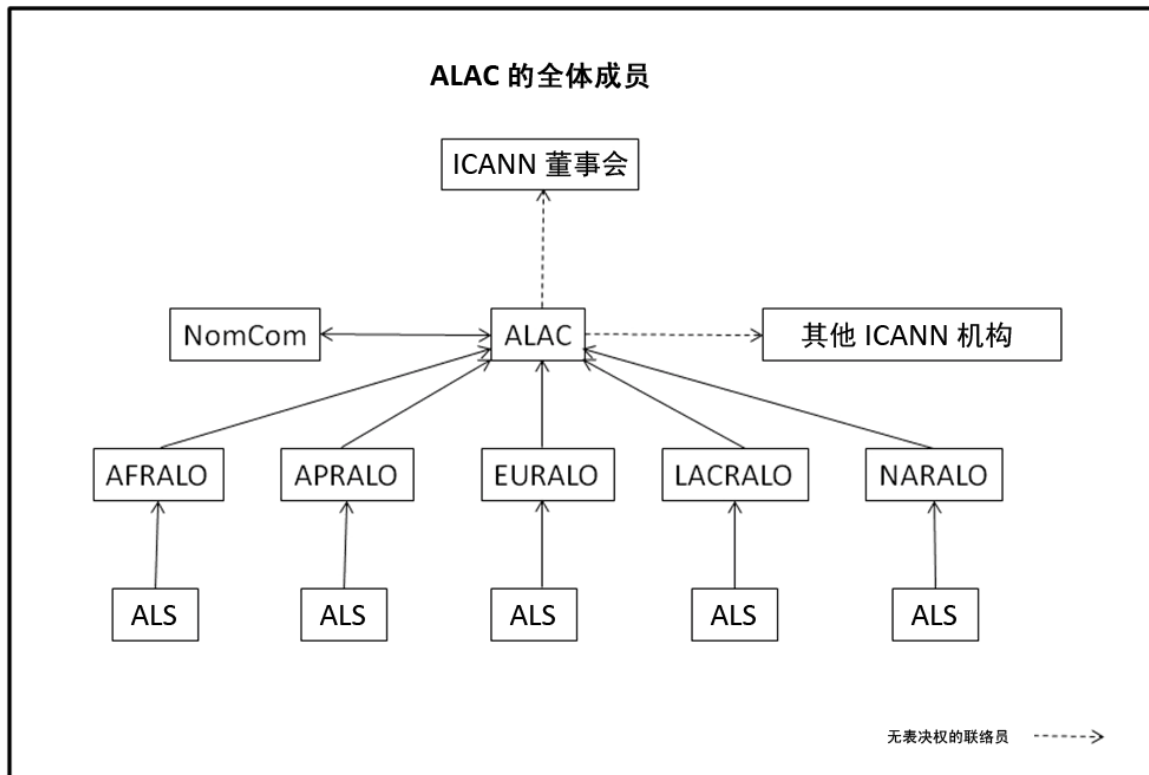 ALAC 的全体成员
ICANN 董事会
NomCom
ALAC
其他 ICANN 机构
AFRALO
APRALO
EURALO
LACRALO
NARALO
ALS
ALS
ALS
ALS
ALS
无表决权的联络员